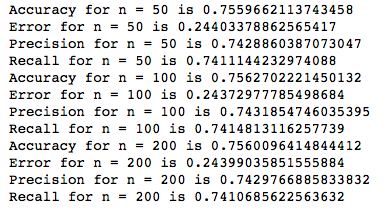 Accuracy for n = 50 is 0.7559662113743458
Error for n = 50 is 0.24403378862565417
Precision for n = 50 is 0.7428860387073047
Recall for n = 50 is 0.7411144232974088
Accuracy for n = 100 is 0.7562702221450132
Error for n = 100 is 0.24372977785498684
Precision for n = 100 is 0.7431854746035395
Recall for n = 100 is 0.7414813116257739
Accuracy for n = 200 is 0.7560096414844412
Error for n = 200 is 0.24399035851555884
Precision for n = 200 is 0.7429766885833832
Recall for n = 200 is 0.7410685622563632